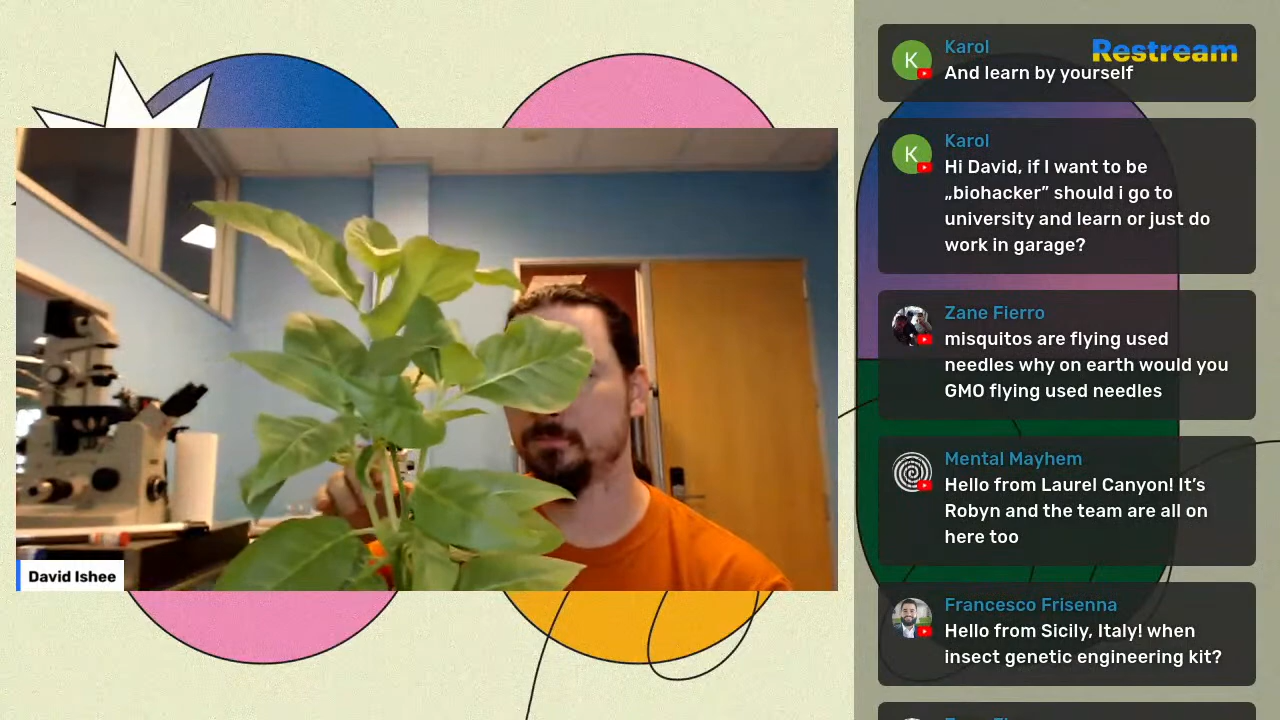 Restream
Karol
And learn by yourself
Karol
Hi David, if I want to be
„biohacker” should i go to
university and learn or just do
work in garage?
Zane Fierro
misquitos are flying used
needles why on earth would you
GMO flying used needles
Mental Mayhem
Hello from Laurel Canyon! It’s
Robyn and the team are all on
here too
Francesco Frisenna
Hello from Sicily, Italy! when
insect genetic engineering kit?
David Ishee
K
K